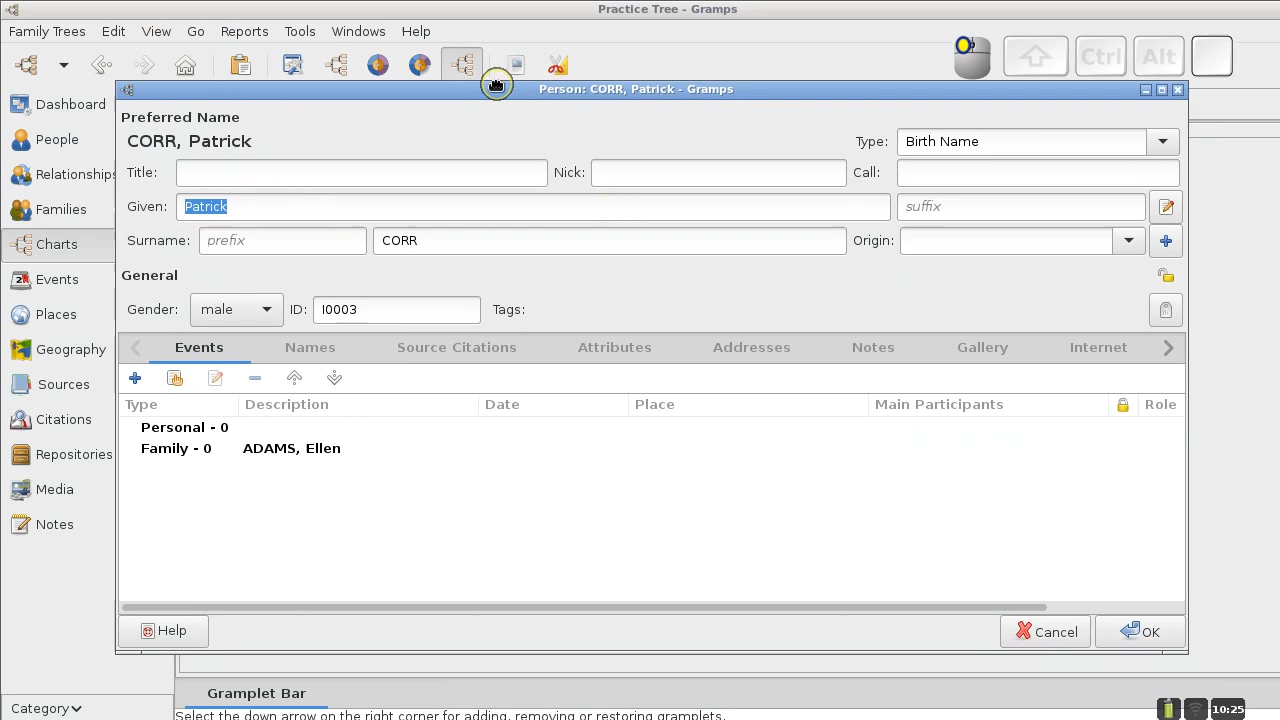 Practice Tree - Gramps
Family Trees Edit View Go Reports Tools Windows Help
Ctrl Alt
Person: CORR, Patrick - Gramps
Dashboard
People
Relationships
Families
Charts
Events
Places
Geography
Sources
Citations
Repositories
Media
Notes
Preferred Name
CORR, Patrick Type: Birth Name
Title: Nick: Call:
Given: Patrick suffix
Surname: prefix CORR Origin:
General
Gender: male ID: I0003 Tags:
Events Names Source Citations Attributes Addresses Notes Gallery Internet
Type Description Date Place Main Participants Role
Personal - 0
Family - 0 ADAMS, Ellen
Help Cancel OK
Gramplet Bar
Category
Select the down arrow on the right corner for adding, removing or restoring gramplets.
10:25